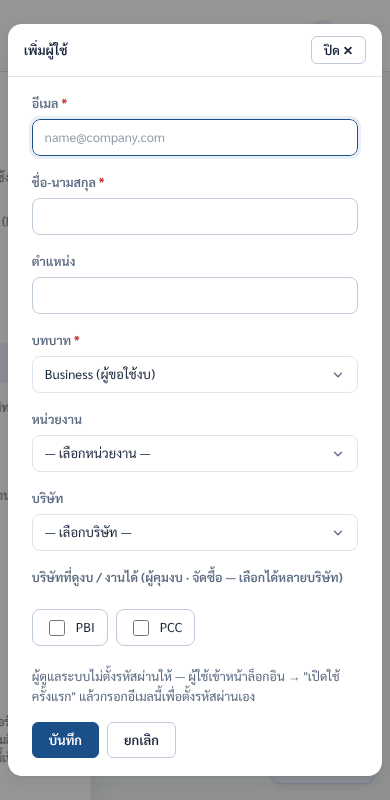 เพิ่มผู้ใช้
ปิด ✕
อีเมล *
name@company.com
ชื่อ-นามสกุล *
ตำแหน่ง
บทบาท *
Business (ผู้ขอใช้งบ)
หน่วยงาน
— เลือกหน่วยงาน —
บริษัท
— เลือกบริษัท —
บริษัทที่ดูงบ / งานได้ (ผู้คุมงบ · จัดซื้อ — เลือกได้หลายบริษัท)
PBI
PCC
ผู้ดูแลระบบไม่ตั้งรหัสผ่านให้ — ผู้ใช้เข้าหน้าล็อกอิน → "เปิดใช้
ครั้งแรก" แล้วกรอกอีเมลนี้เพื่อตั้งรหัสผ่านเอง
บันทึก
ยกเลิก